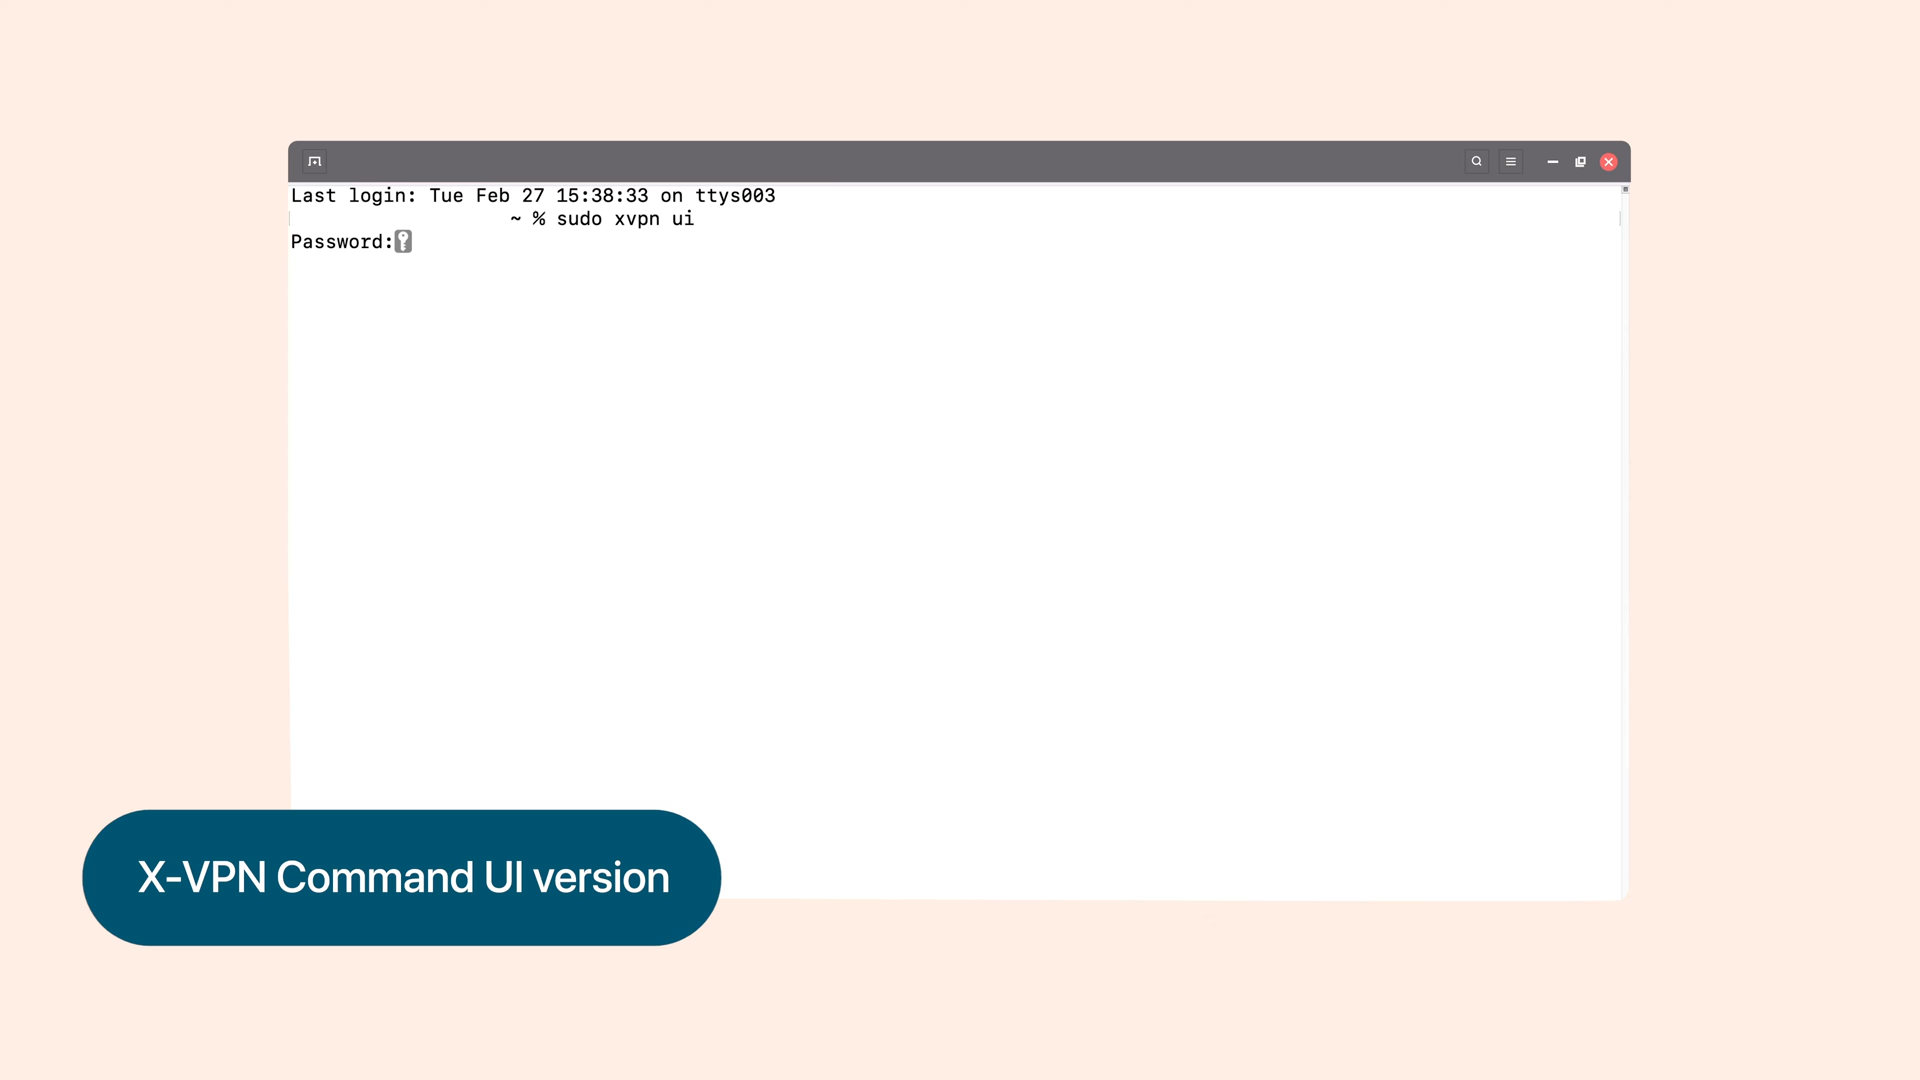 Last login: Tue Feb 27 15:38:33 on ttys003
~ % sudo xvpn ui
Password:
X-VPN Command UI version